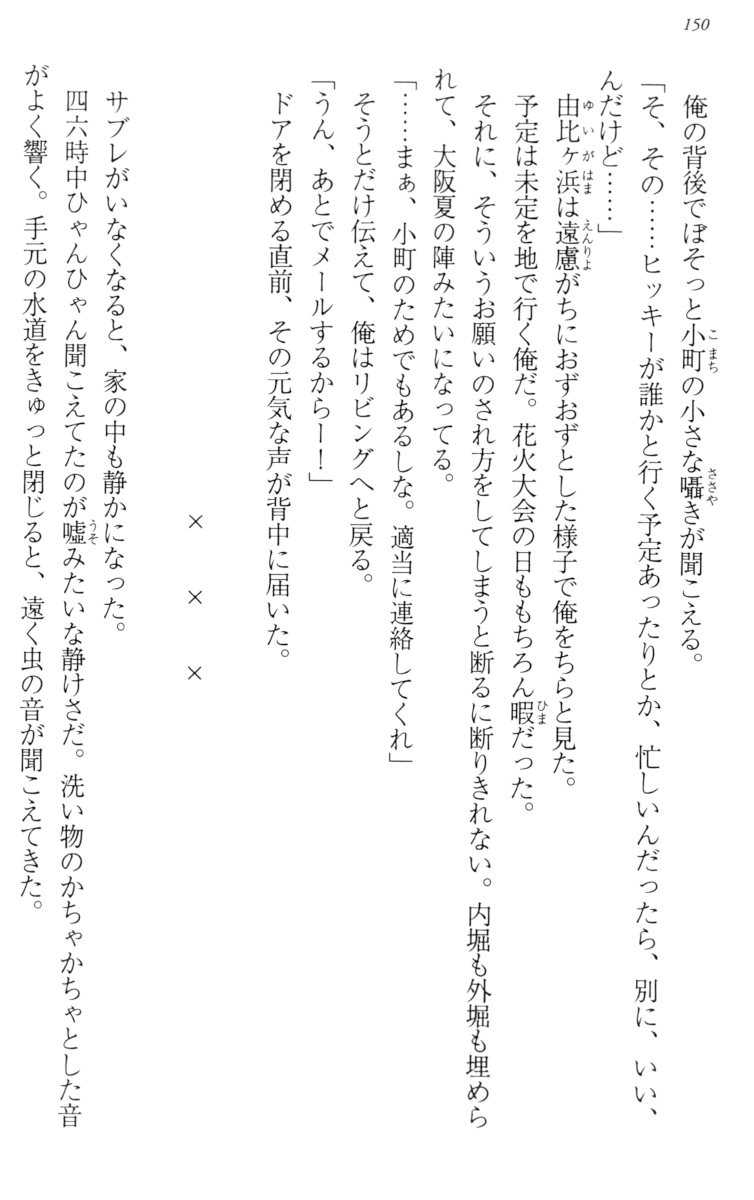 150
俺の背後でぼそっと小町の小さな囁きが聞こえる。
「そ、その……ヒッキーが誰かと行く予定あったりとか、忙しいんだったら、別に、いい、
んだけど……」
由比ヶ浜は遠慮がちにおずおずとした様子で俺をちらと見た。
予定は未定を地で行く俺だ。花火大会の日ももちろん暇だった。
それに、そういうお願いのされ方をしてしまうと断るに断りきれない。内堀も外堀も埋めら
れて、大阪夏の陣みたいになってる。
「……まぁ、小町のためでもあるしな。適当に連絡してくれ」
そうとだけ伝えて、俺はリビングへと戻る。
「うん、あとでメールするからー！」
ドアを閉める直前、その元気な声が背中に届いた。
× × ×
サブレがいなくなると、家の中も静かになった。
四六時中ひゃんひゃん聞こえてたのが嘘みたいな静けさだ。洗い物のかちゃかちゃとした音
がよく響く。手元の水道をきゅっと閉じると、遠く虫の音が聞こえてきた。